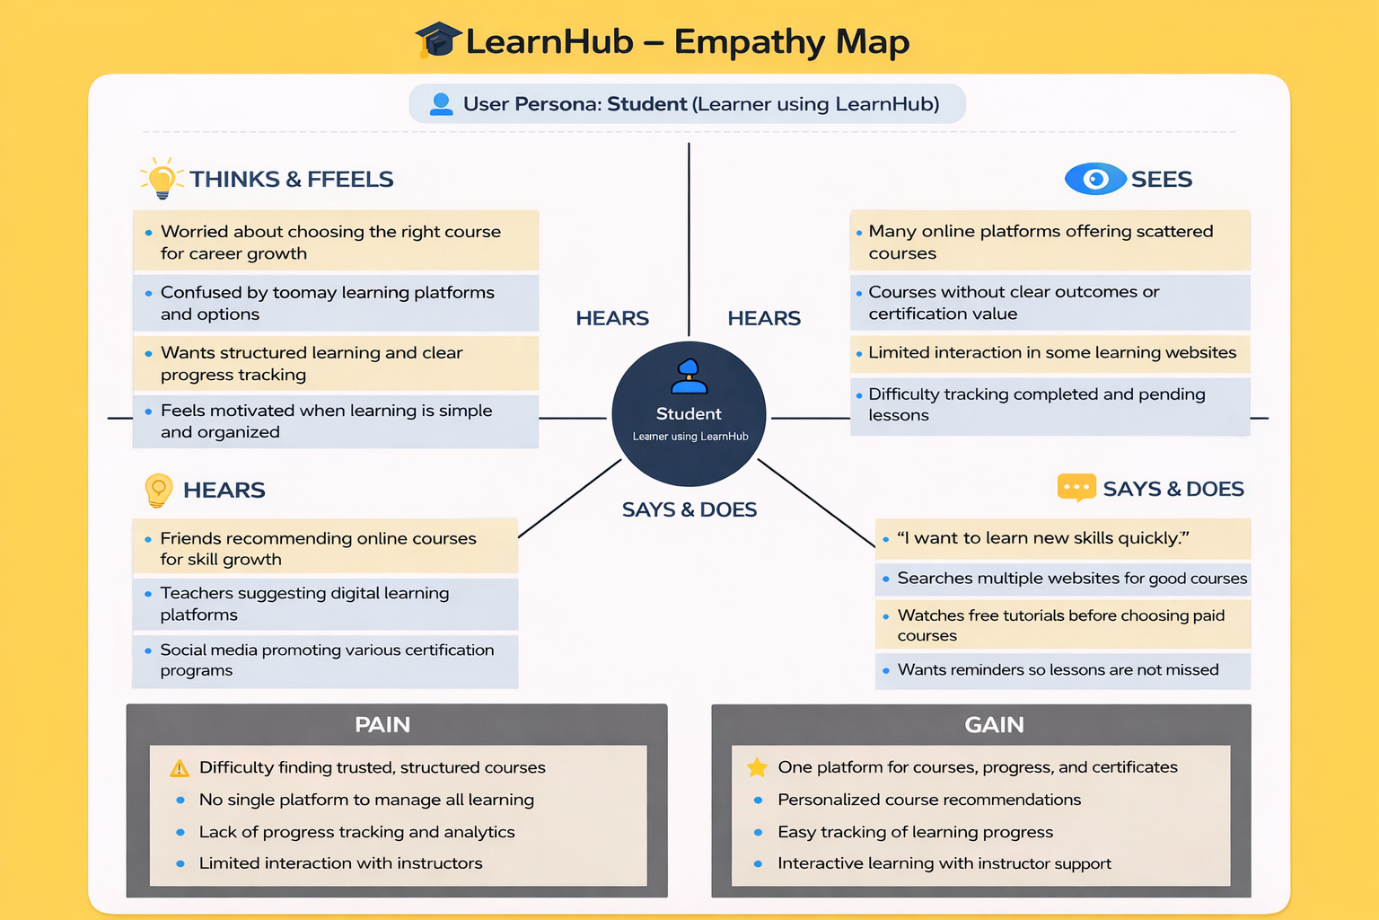 LearnHub – Empathy Map
User Persona: Student (Learner using LearnHub)
THINKS & FFEELS
Worried about choosing the right course
for career growth
Confused by toomay learning platforms
and options
Wants structured learning and clear
progress tracking
Feels motivated when learning is simple
and organized
SEES
Many online platforms offering scattered
courses
Courses without clear outcomes or
certification value
Limited interaction in some learning websites
Difficulty tracking completed and pending
lessons
HEARS
HEARS
Student
Learner using LearnHub
SAYS & DOES
HEARS
Friends recommending online courses
for skill growth
Teachers suggesting digital learning
platforms
Social media promoting various certification
programs
SAYS & DOES
“I want to learn new skills quickly.”
Searches multiple websites for good courses
Watches free tutorials before choosing paid
courses
Wants reminders so lessons are not missed
PAIN
Difficulty finding trusted, structured courses
No single platform to manage all learning
Lack of progress tracking and analytics
Limited interaction with instructors
GAIN
One platform for courses, progress, and certificates
Personalized course recommendations
Easy tracking of learning progress
Interactive learning with instructor support